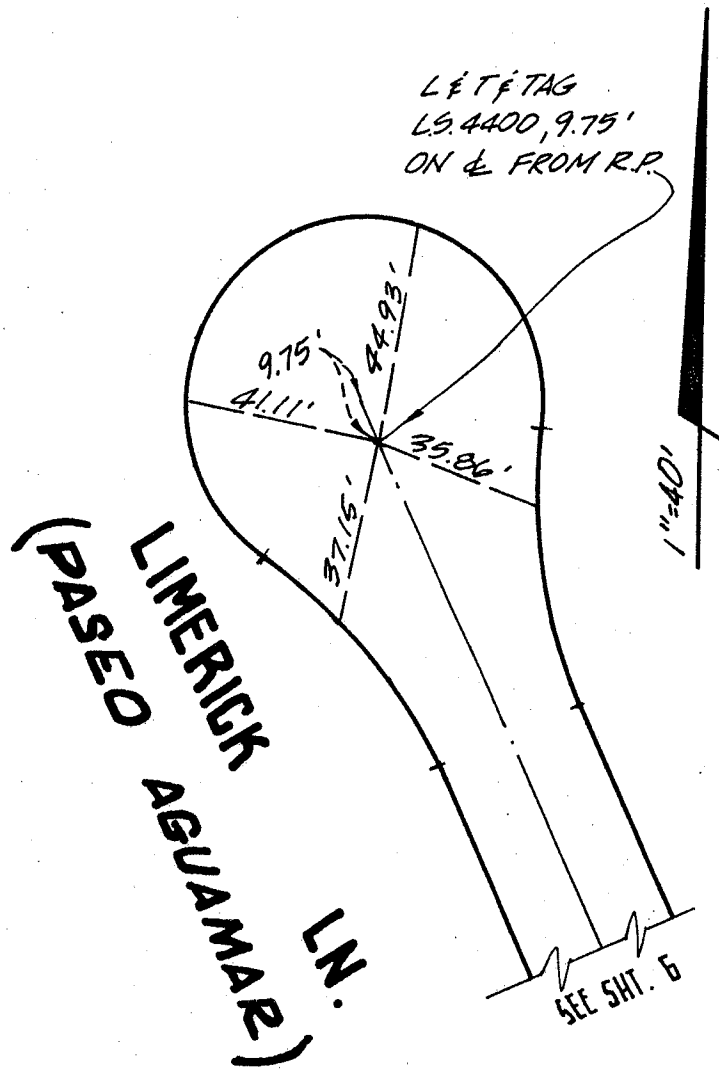 L & T & TAG
L.S. 4400, 9.75'
ON ℄ FROM R.P.
44.93'
9.75'
41.11'
35.86'
37.15'
1"=40'
LIMERICK LN.
(PASEO AGUAMAR)
SEE SHT. 6